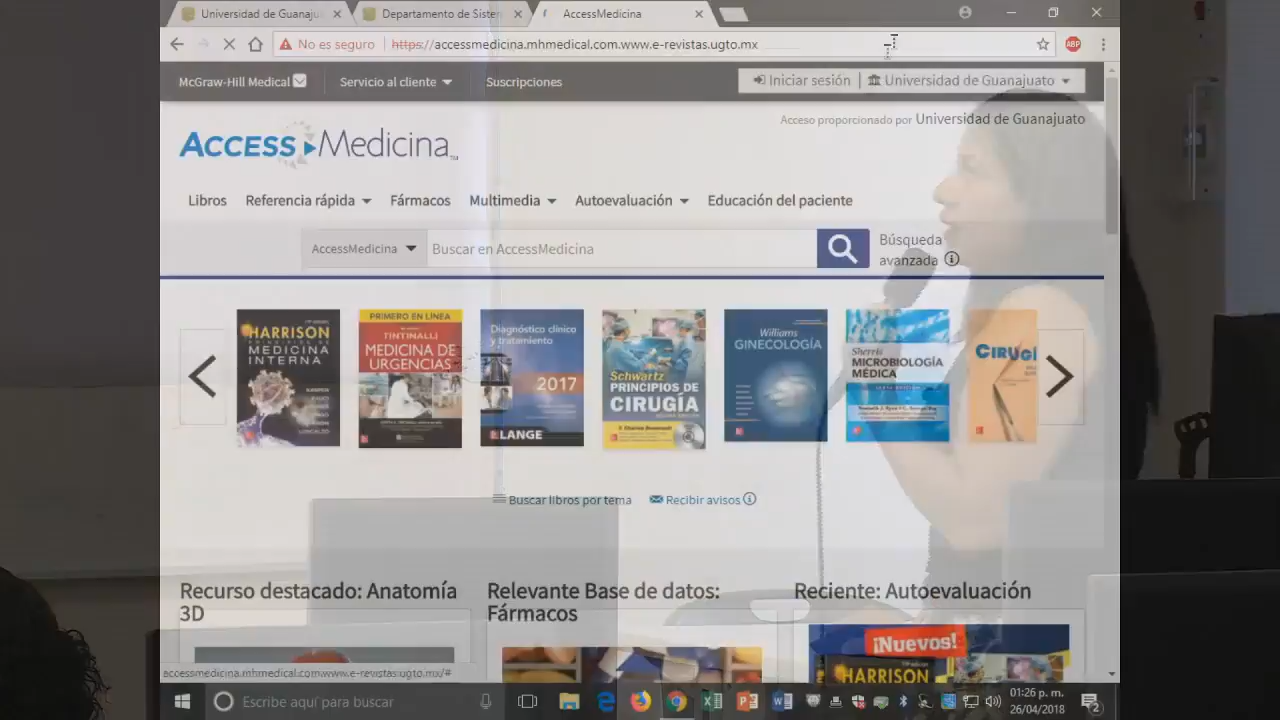 Universidad de Guanaju
Departamento de Sister
AccessMedicina
No es seguro
https://accessmedicina.mhmedical.com.www.e-revistas.ugto.mx
McGraw-Hill Medical
Servicio al cliente
Suscripciones
Iniciar sesión
Universidad de Guanajuato
Acceso proporcionado por Universidad de Guanajuato
ACCESS Medicina
Libros
Referencia rápida
Fármacos
Multimedia
Autoevaluación
Educación del paciente
AccessMedicina
Buscar en AccessMedicina
Búsqueda
avanzada
HARRISON
PRINCIPIOS DE
MEDICINA
INTERNA
PRIMERO EN LÍNEA
TINTINALLI
MEDICINA DE
URGENCIAS
Diagnóstico clínico
y tratamiento
2017
LANGE
Schwartz
PRINCIPIOS DE
CIRUGÍA
Williams
GINECOLOGÍA
Sherris
MICROBIOLOGÍA
MÉDICA
CIRUGÍ
Buscar libros por tema
Recibir avisos
Recurso destacado: Anatomía
3D
Relevante Base de datos:
Fármacos
Reciente: Autoevaluación
¡Nuevos!
HARRISON
accessmedicina.mhmedical.com.www.e-revistas.ugto.mx/#
Escribe aquí para buscar
01:26 p. m.
26/04/2018